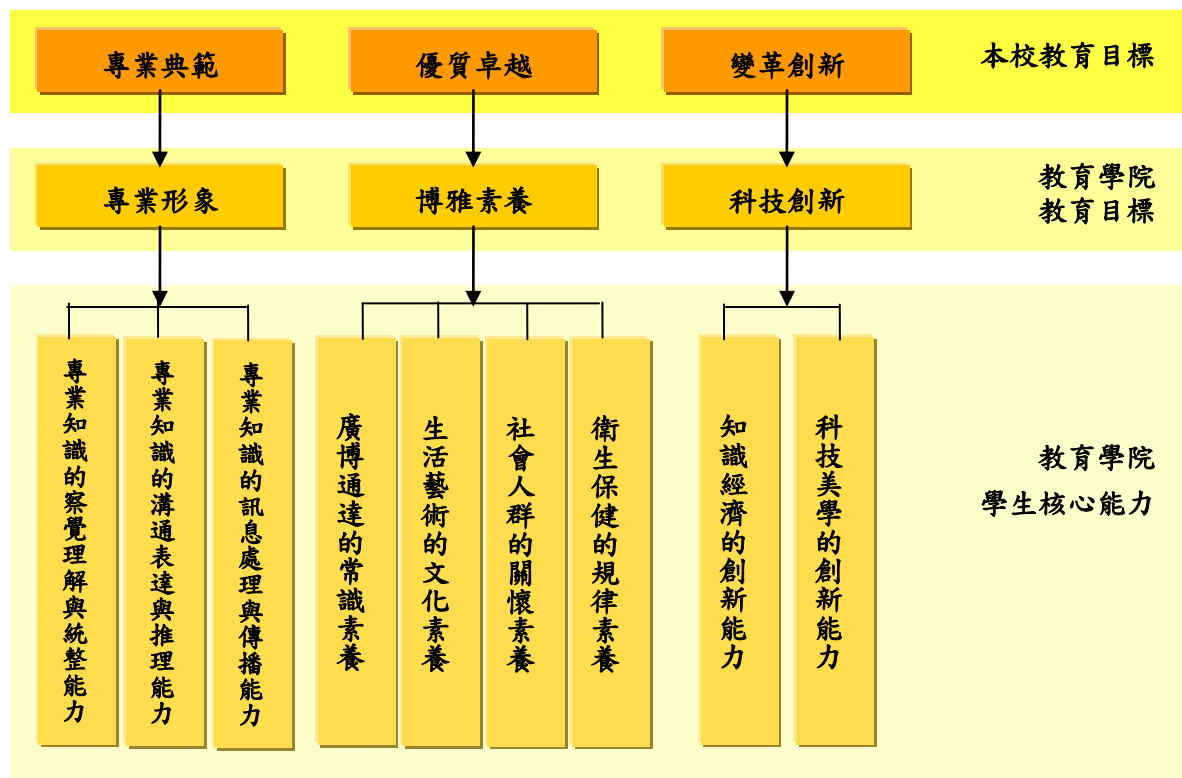 專業典範
優質卓越
變革創新
本校教育目標
專業形象
博雅素養
科技創新
教育學院
教育目標
專業知識的察覺理解與統整能力
專業知識的溝通表達與推理能力
專業知識的訊息處理與傳播能力
廣博通達的常識素養
生活藝術的文化素養
社會人群的關懷素養
衛生保健的規律素養
知識經濟的創新能力
科技美學的創新能力
教育學院
學生核心能力